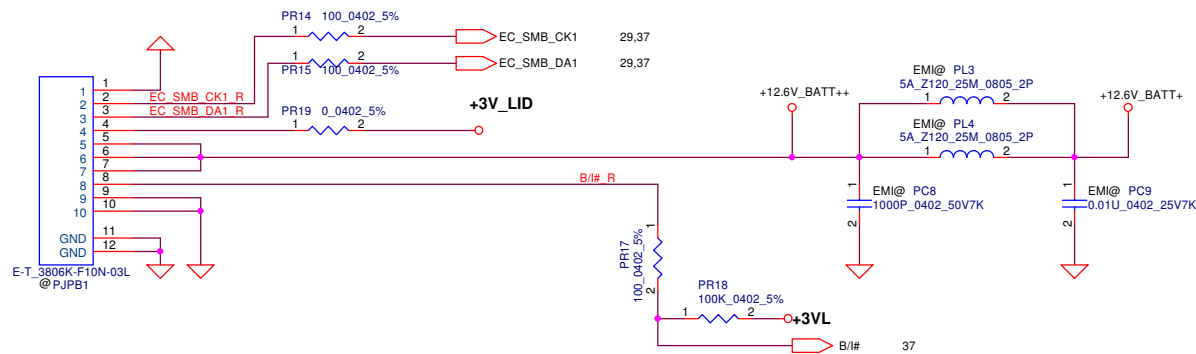 PR14 100_0402_5%
1 2
EC_SMB_CK1 29,37
1 2
EC_SMB_DA1 29,37
PR15 100_0402_5%
EC_SMB_CK1_R
EC_SMB_DA1_R
PR19 0_0402_5%
1 2
+3V_LID
1 1
2 2
3 3
4 4
5 5
6 6
7 7
8 8
9 9
10 10
GND 11
GND 12
E-T_3806K-F10N-03L
@PJPB1
B/I#_R
+12.6V_BATT++
EMI@ PL3
5A_Z120_25M_0805_2P
1 2
EMI@ PL4
5A_Z120_25M_0805_2P
1 2
+12.6V_BATT+
1
EMI@ PC8
1000P_0402_50V7K
2
1
EMI@ PC9
0.01U_0402_25V7K
2
1
PR17
100_0402_5%
2
PR18
100K_0402_5%
1 2
+3VL
B/I# 37